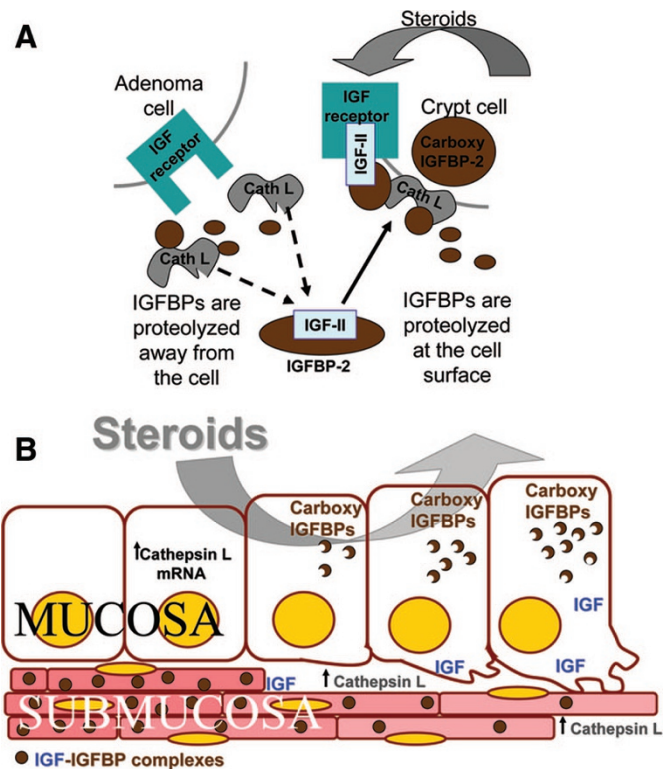 A
Steroids
Adenoma
cell
IGF
receptor
Cath L
Cath L
IGFBPs are
proteolyzed
away from
the cell
IGF-II
IGFBP-2
IGF
receptor
IGF-II
Crypt cell
Carboxy
IGFBP-2
Cath L
IGFBPs are
proteolyzed
at the cell
surface
B
Steroids
Cathepsin L
mRNA
Carboxy
IGFBPs
Carboxy
IGFBPs
Carboxy
IGFBPs
MUCOSA
IGF
IGF
IGF
IGF
Cathepsin L
SUBMUCOSA
Cathepsin L
IGF-IGFBP complexes